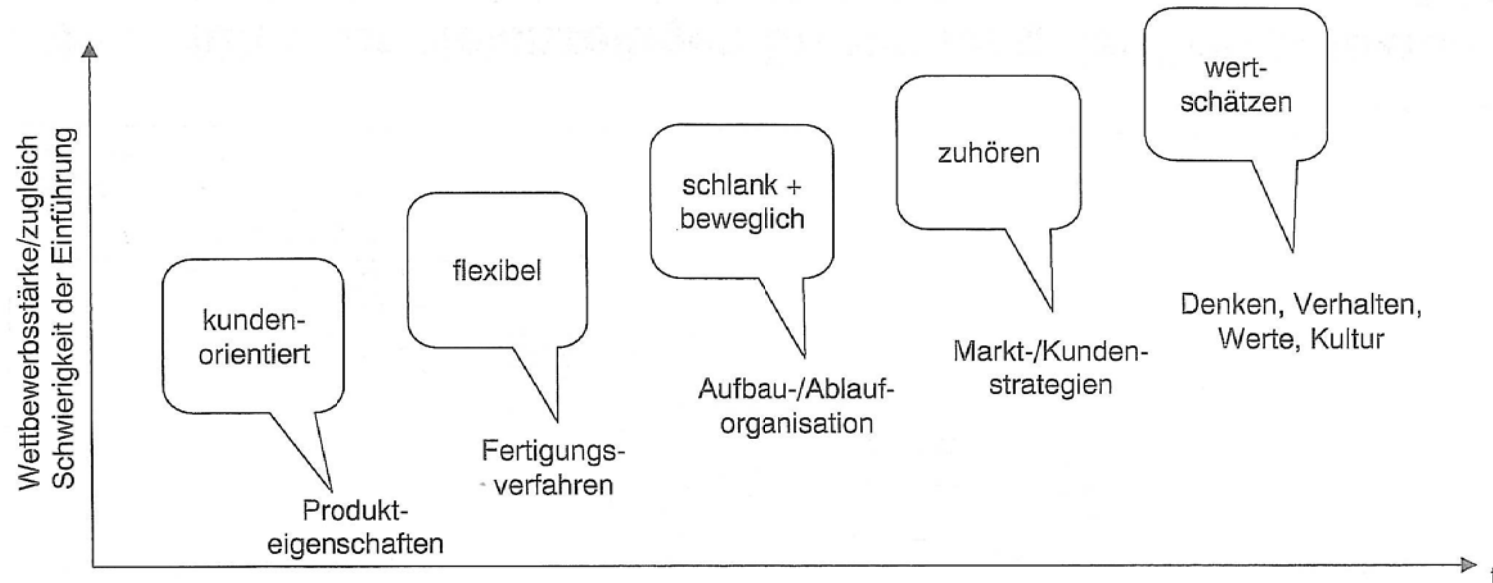 Wettbewerbsstärke/zugleich
Schwierigkeit der Einführung
kunden-
orientiert
Produkt-
eigenschaften
flexibel
Fertigungs-
verfahren
schlank +
beweglich
Aufbau-/Ablauf-
organisation
zuhören
Markt-/Kunden-
strategien
wert-
schätzen
Denken, Verhalten,
Werte, Kultur